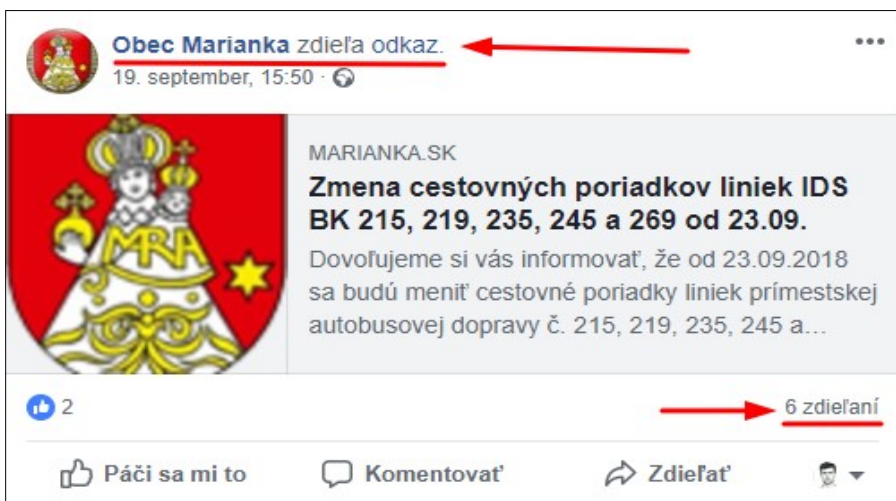 Obec Marianka zdieľa odkaz.
19. september, 15:50 ·
MARIANKA.SK
Zmena cestovných poriadkov liniek IDS
BK 215, 219, 235, 245 a 269 od 23.09.
Dovoľujeme si vás informovať, že od 23.09.2018
sa budú meniť cestovné poriadky liniek prímestskej
autobusovej dopravy č. 215, 219, 235, 245 a...
MRA
2
6 zdieľaní
Páči sa mi to
Komentovať
Zdieľať